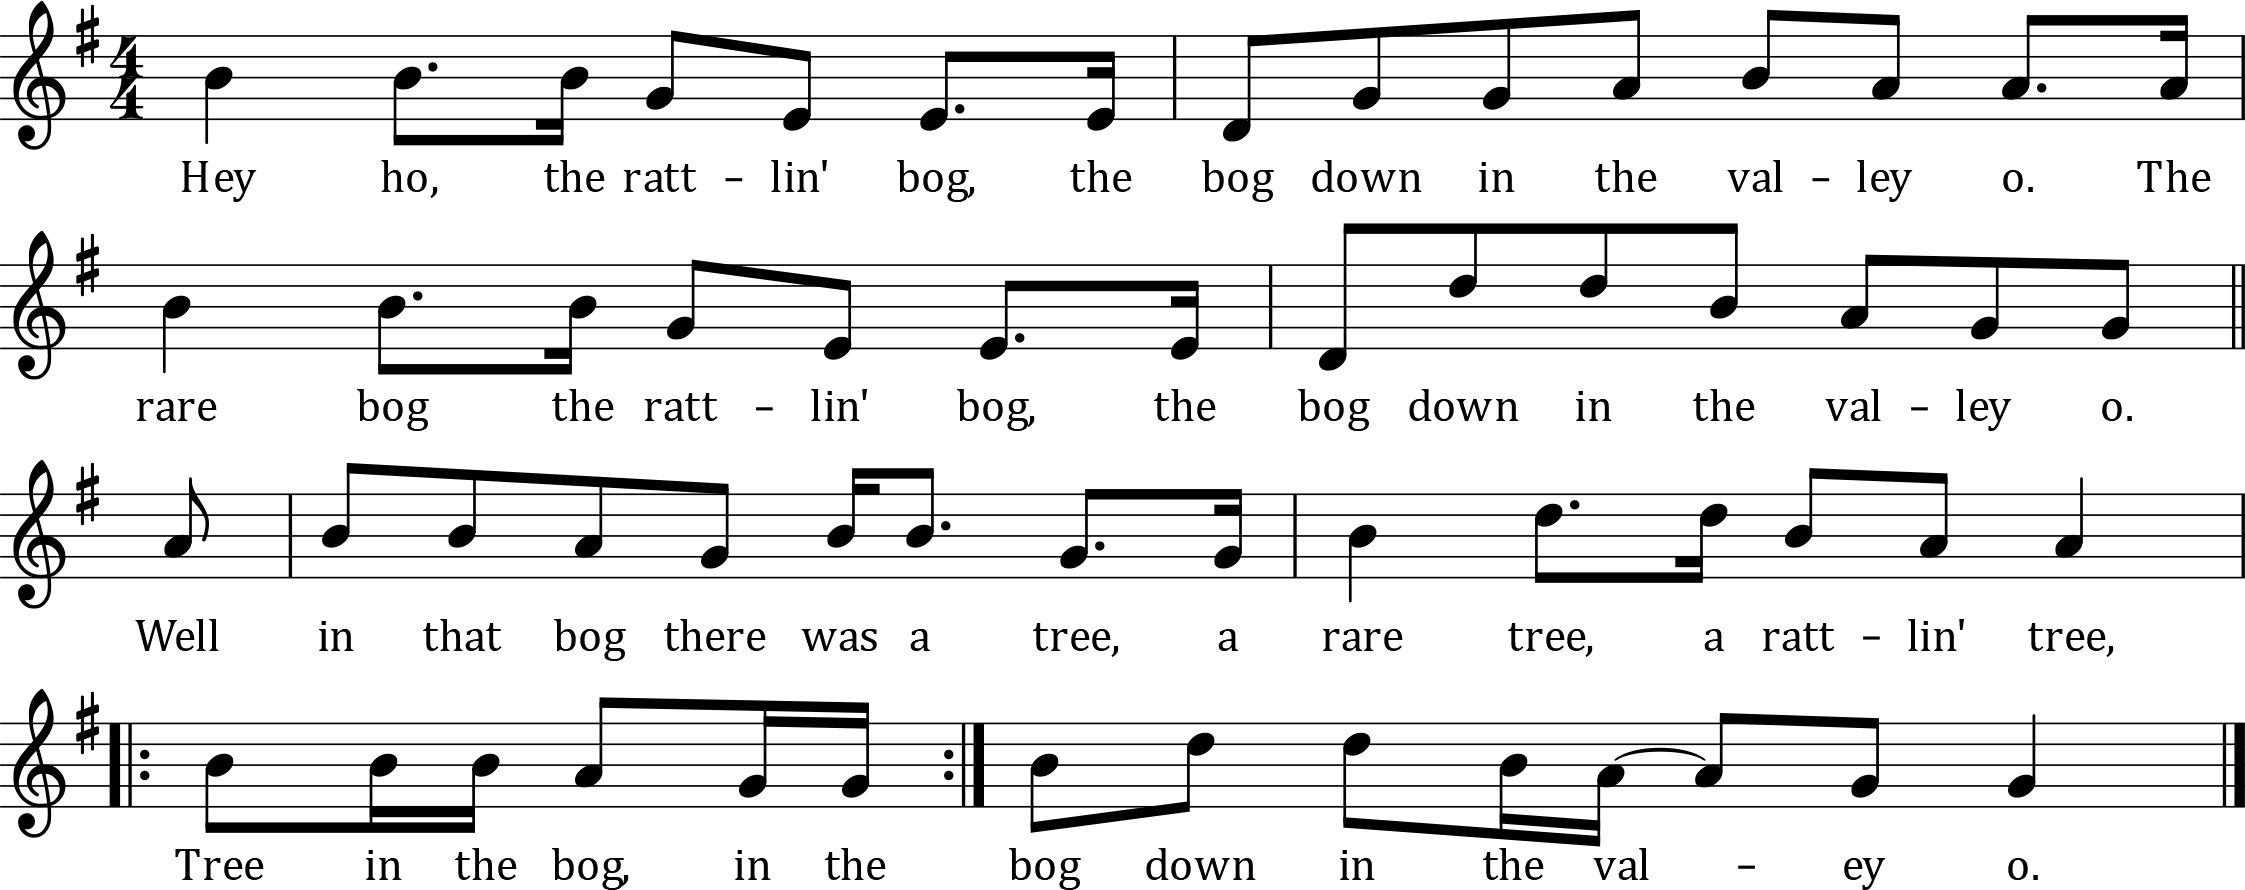 Hey ho, the ratt - lin' bog, the bog down in the val - ley o. The
rare bog the ratt - lin' bog, the bog down in the val - ley o.
Well in that bog there was a tree, a rare tree, a ratt - lin' tree,
Tree in the bog, in the bog down in the val - ey o.